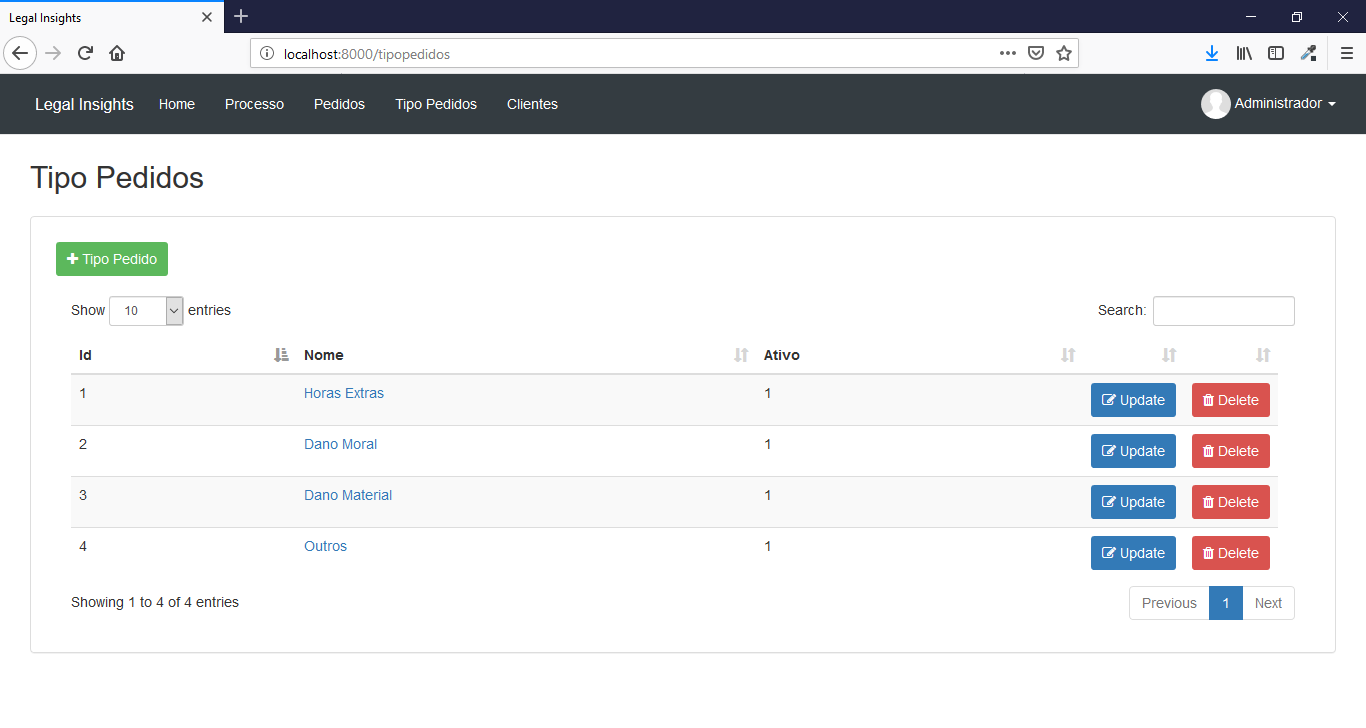 Legal Insights
localhost:8000/tipopedidos
Legal Insights Home Processo Pedidos Tipo Pedidos Clientes Administrador
Tipo Pedidos
Tipo Pedido
Show 10 entries Search:
Id Nome Ativo
1 Horas Extras 1 Update Delete
2 Dano Moral 1 Update Delete
3 Dano Material 1 Update Delete
4 Outros 1 Update Delete
Showing 1 to 4 of 4 entries Previous 1 Next